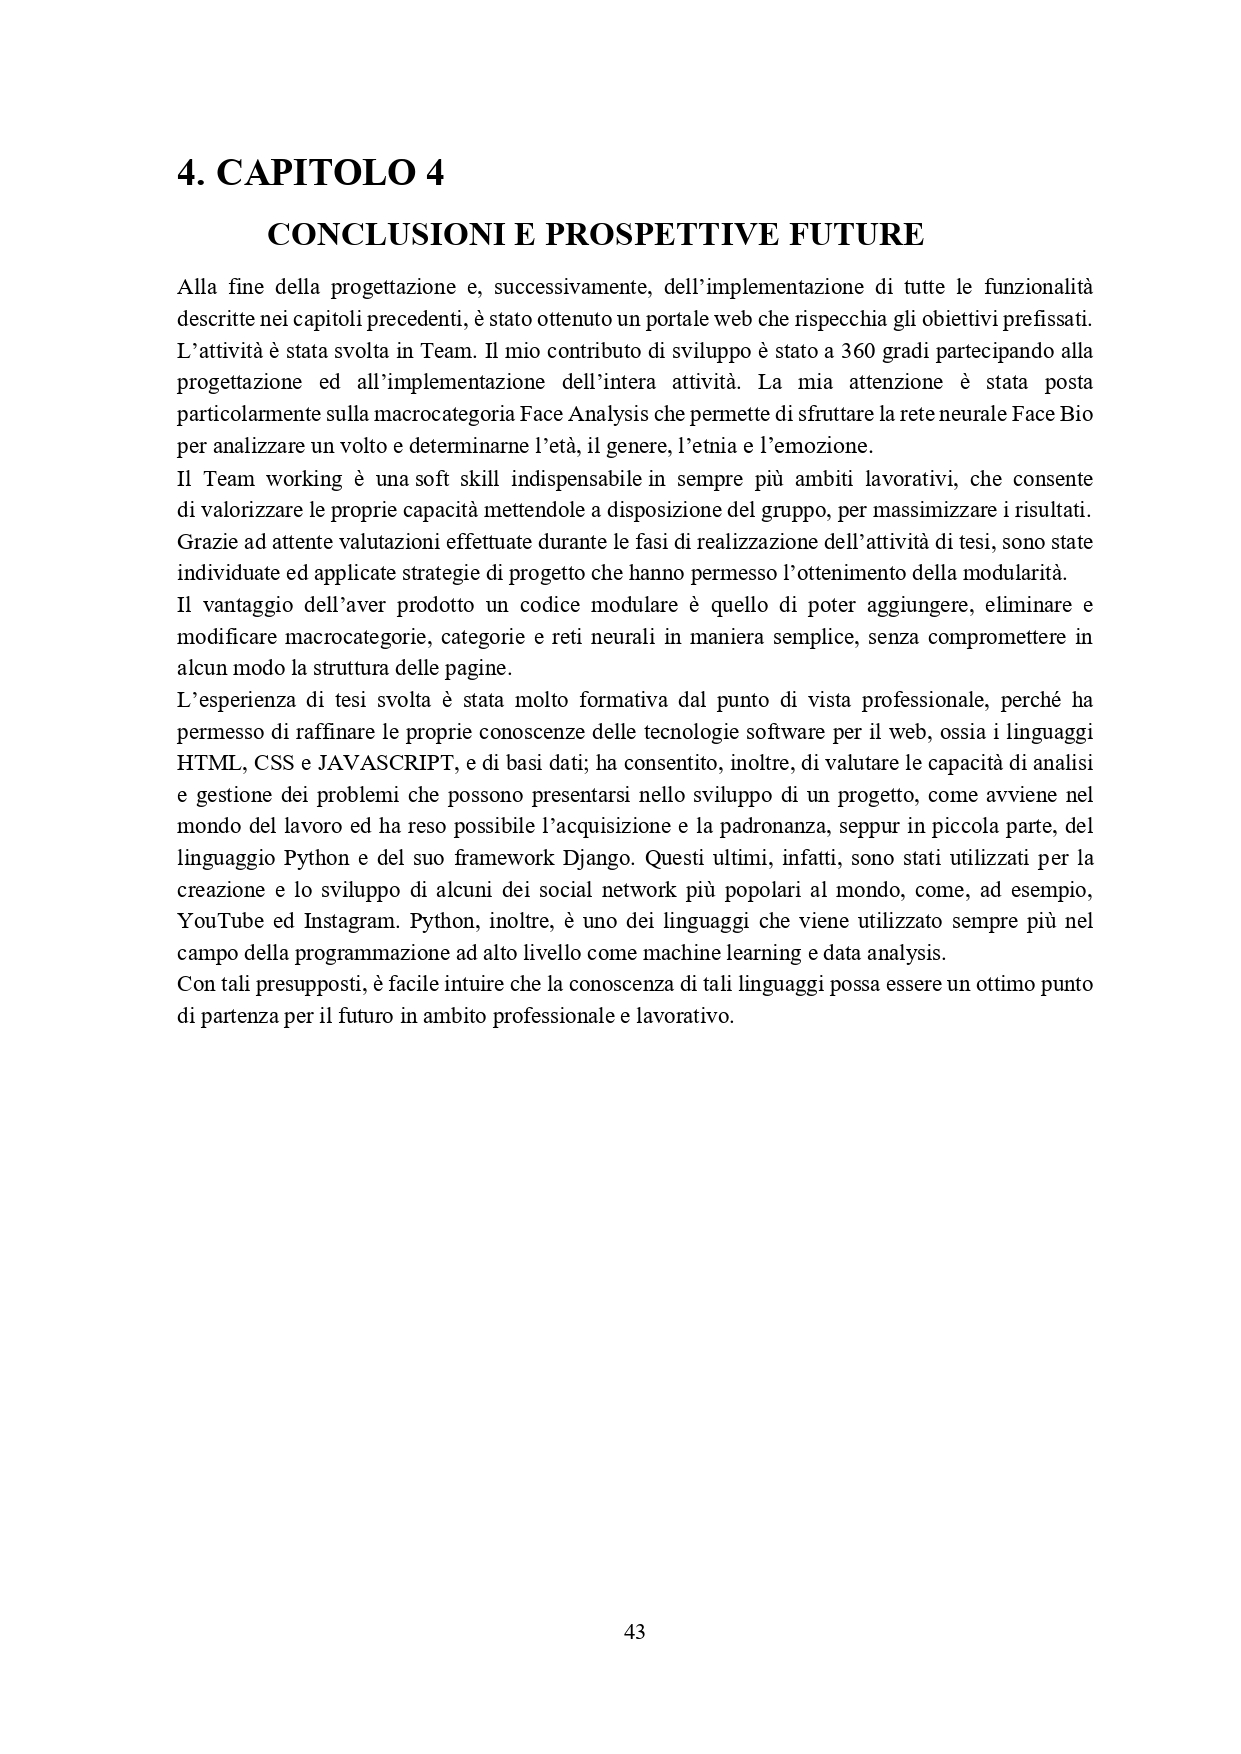 4. CAPITOLO 4
CONCLUSIONI E PROSPETTIVE FUTURE
Alla fine della progettazione e, successivamente, dell’implementazione di tutte le funzionalità
descritte nei capitoli precedenti, è stato ottenuto un portale web che rispecchia gli obiettivi prefissati.
L’attività è stata svolta in Team. Il mio contributo di sviluppo è stato a 360 gradi partecipando alla
progettazione ed all’implementazione dell’intera attività. La mia attenzione è stata posta
particolarmente sulla macrocategoria Face Analysis che permette di sfruttare la rete neurale Face Bio
per analizzare un volto e determinarne l’età, il genere, l’etnia e l’emozione.
Il Team working è una soft skill indispensabile in sempre più ambiti lavorativi, che consente
di valorizzare le proprie capacità mettendole a disposizione del gruppo, per massimizzare i risultati.
Grazie ad attente valutazioni effettuate durante le fasi di realizzazione dell’attività di tesi, sono state
individuate ed applicate strategie di progetto che hanno permesso l’ottenimento della modularità.
Il vantaggio dell’aver prodotto un codice modulare è quello di poter aggiungere, eliminare e
modificare macrocategorie, categorie e reti neurali in maniera semplice, senza compromettere in
alcun modo la struttura delle pagine.
L’esperienza di tesi svolta è stata molto formativa dal punto di vista professionale, perché ha
permesso di raffinare le proprie conoscenze delle tecnologie software per il web, ossia i linguaggi
HTML, CSS e JAVASCRIPT, e di basi dati; ha consentito, inoltre, di valutare le capacità di analisi
e gestione dei problemi che possono presentarsi nello sviluppo di un progetto, come avviene nel
mondo del lavoro ed ha reso possibile l’acquisizione e la padronanza, seppur in piccola parte, del
linguaggio Python e del suo framework Django. Questi ultimi, infatti, sono stati utilizzati per la
creazione e lo sviluppo di alcuni dei social network più popolari al mondo, come, ad esempio,
YouTube ed Instagram. Python, inoltre, è uno dei linguaggi che viene utilizzato sempre più nel
campo della programmazione ad alto livello come machine learning e data analysis.
Con tali presupposti, è facile intuire che la conoscenza di tali linguaggi possa essere un ottimo punto
di partenza per il futuro in ambito professionale e lavorativo.
43